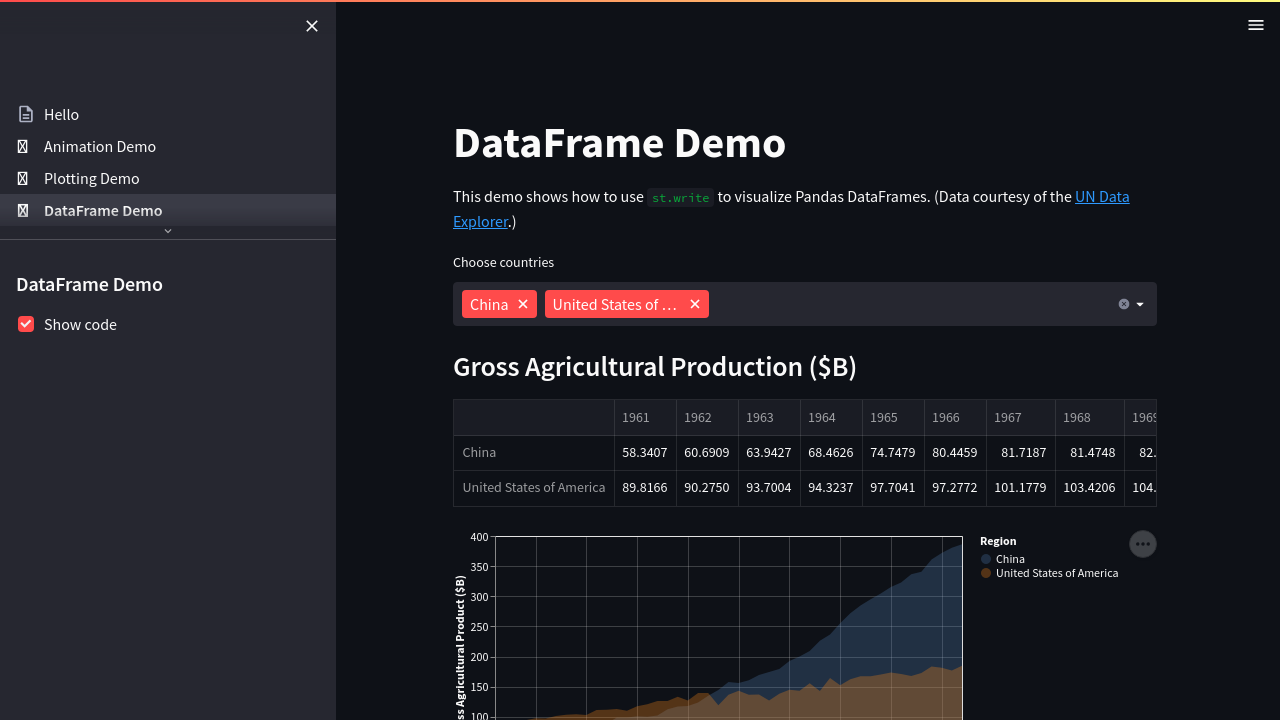 Hello
Animation Demo
Plotting Demo
DataFrame Demo
DataFrame Demo
Show code
DataFrame Demo
This demo shows how to use st.write to visualize Pandas DataFrames. (Data courtesy of the UN Data
Explorer.)
Choose countries
China United States of …
Gross Agricultural Production ($B)
1961 1962 1963 1964 1965 1966 1967 1968 1969
China 58.3407 60.6909 63.9427 68.4626 74.7479 80.4459 81.7187 81.4748 82.
United States of America 89.8166 90.2750 93.7004 94.3237 97.7041 97.2772 101.1779 103.4206 104.
400
350
300
250
200
150
100
ss Agricultural Product ($B)
Region
China
United States of America